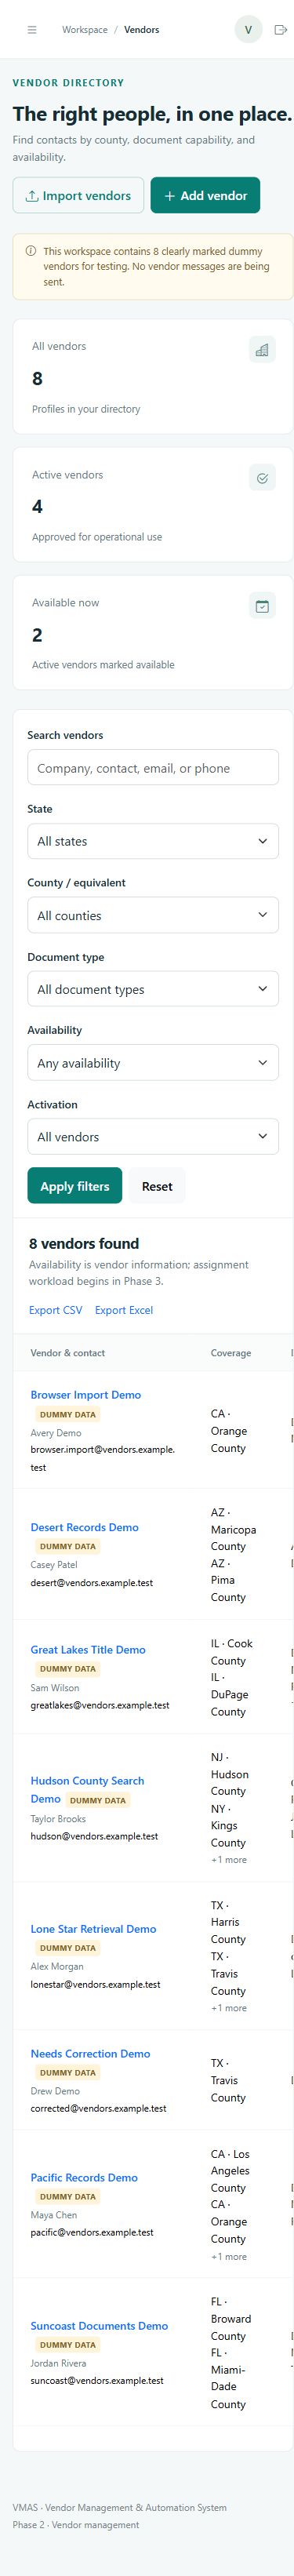 Workspace / Vendors
V
VENDOR DIRECTORY
The right people, in one place.
Find contacts by county, document capability, and
availability.
Import vendors
Add vendor
This workspace contains 8 clearly marked dummy
vendors for testing. No vendor messages are being
sent.
All vendors
8
Profiles in your directory
Active vendors
4
Approved for operational use
Available now
2
Active vendors marked available
Search vendors
Company, contact, email, or phone
State
All states
County / equivalent
All counties
Document type
All document types
Availability
Any availability
Activation
All vendors
Apply filters
Reset
8 vendors found
Availability is vendor information; assignment
workload begins in Phase 3.
Export CSV Export Excel
Vendor & contact Coverage
Browser Import Demo
DUMMY DATA
Avery Demo
browser.import@vendors.example.
test
CA ·
Orange
County
Desert Records Demo
DUMMY DATA
Casey Patel
desert@vendors.example.test
AZ ·
Maricopa
County
AZ ·
Pima
County
Great Lakes Title Demo
DUMMY DATA
Sam Wilson
greatlakes@vendors.example.test
IL · Cook
County
IL ·
DuPage
County
Hudson County Search
Demo DUMMY DATA
Taylor Brooks
hudson@vendors.example.test
NJ ·
Hudson
County
NY ·
Kings
County
+1 more
Lone Star Retrieval Demo
DUMMY DATA
Alex Morgan
lonestar@vendors.example.test
TX ·
Harris
County
TX ·
Travis
County
+1 more
Needs Correction Demo
DUMMY DATA
Drew Demo
corrected@vendors.example.test
TX ·
Travis
County
Pacific Records Demo
DUMMY DATA
Maya Chen
pacific@vendors.example.test
CA · Los
Angeles
County
CA ·
Orange
County
+1 more
Suncoast Documents Demo
DUMMY DATA
Jordan Rivera
suncoast@vendors.example.test
FL ·
Broward
County
FL ·
Miami-
Dade
County
VMAS · Vendor Management & Automation System
Phase 2 · Vendor management